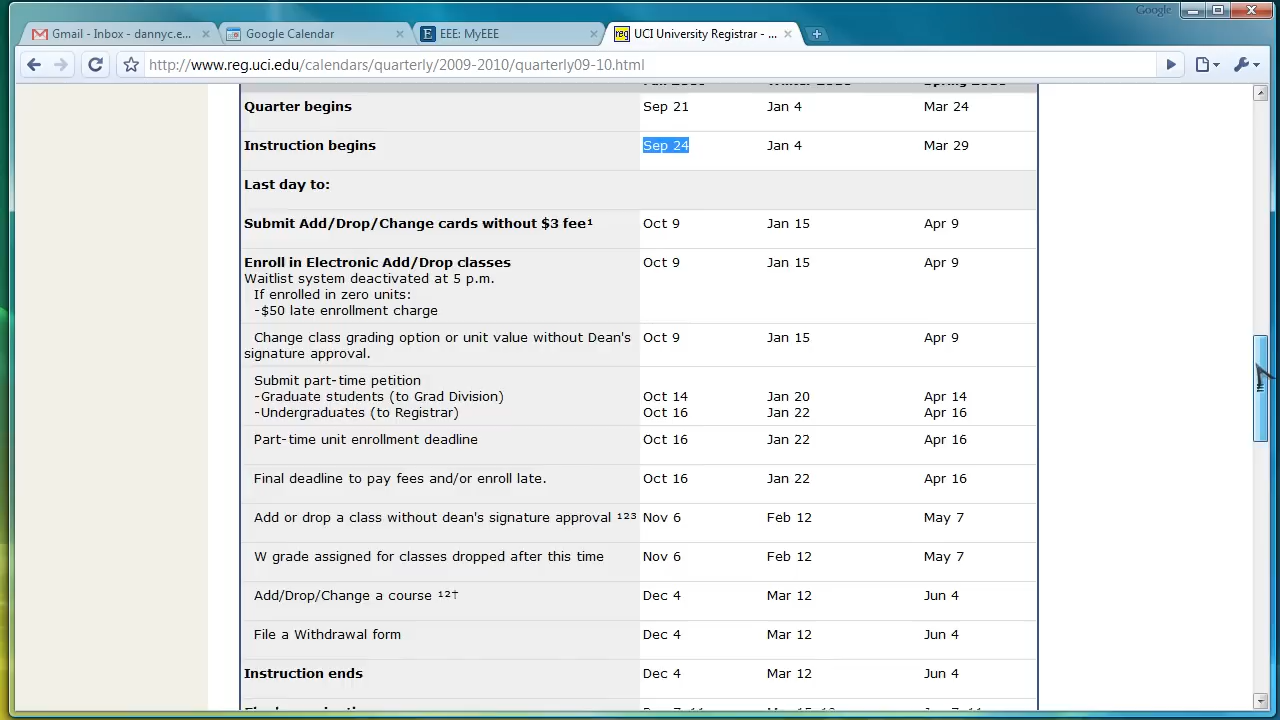 Google
Gmail - Inbox - dannyc.e...
Google Calendar
EEE: MyEEE
UCI University Registrar - ...
http://www.reg.uci.edu/calendars/quarterly/2009-2010/quarterly09-10.html
Quarter begins Sep 21 Jan 4 Mar 24
Instruction begins Sep 24 Jan 4 Mar 29
Last day to:
Submit Add/Drop/Change cards without $3 fee¹ Oct 9 Jan 15 Apr 9
Enroll in Electronic Add/Drop classes Oct 9 Jan 15 Apr 9
Waitlist system deactivated at 5 p.m.
If enrolled in zero units:
-$50 late enrollment charge
Change class grading option or unit value without Dean's Oct 9 Jan 15 Apr 9
signature approval.
Submit part-time petition
-Graduate students (to Grad Division) Oct 14 Jan 20 Apr 14
-Undergraduates (to Registrar) Oct 16 Jan 22 Apr 16
Part-time unit enrollment deadline Oct 16 Jan 22 Apr 16
Final deadline to pay fees and/or enroll late. Oct 16 Jan 22 Apr 16
Add or drop a class without dean's signature approval ¹²³ Nov 6 Feb 12 May 7
W grade assigned for classes dropped after this time Nov 6 Feb 12 May 7
Add/Drop/Change a course ¹²† Dec 4 Mar 12 Jun 4
File a Withdrawal form Dec 4 Mar 12 Jun 4
Instruction ends Dec 4 Mar 12 Jun 4